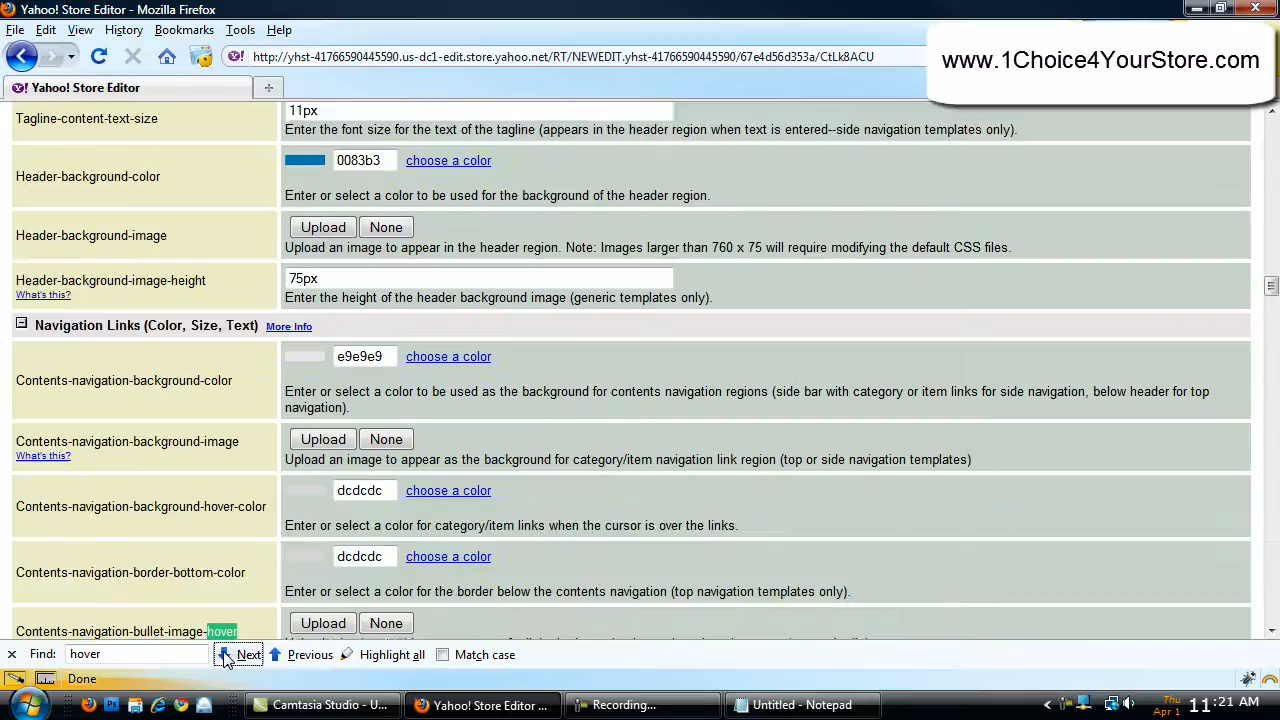 Yahoo! Store Editor - Mozilla Firefox
File Edit View History Bookmarks Tools Help
http://yhst-41766590445590.us-dc1-edit.store.yahoo.net/RT/NEWEDIT.yhst-41766590445590/67e4d56d353a/CtLk8ACU
www.1Choice4YourStore.com
Yahoo! Store Editor
Tagline-content-text-size
11px
Enter the font size for the text of the tagline (appears in the header region when text is entered--side navigation templates only).
Header-background-color
0083b3 choose a color
Enter or select a color to be used for the background of the header region.
Header-background-image
Upload None
Upload an image to appear in the header region. Note: Images larger than 760 x 75 will require modifying the default CSS files.
Header-background-image-height
What's this?
75px
Enter the height of the header background image (generic templates only).
Navigation Links (Color, Size, Text) More Info
Contents-navigation-background-color
e9e9e9 choose a color
Enter or select a color to be used as the background for contents navigation regions (side bar with category or item links for side navigation, below header for top
navigation).
Contents-navigation-background-image
What's this?
Upload None
Upload an image to appear as the background for category/item navigation link region (top or side navigation templates)
Contents-navigation-background-hover-color
dcdcdc choose a color
Enter or select a color for category/item links when the cursor is over the links.
Contents-navigation-border-bottom-color
dcdcdc choose a color
Enter or select a color for the border below the contents navigation (top navigation templates only).
Contents-navigation-bullet-image-hover
Upload None
Find: hover Next Previous Highlight all Match case
Done
Camtasia Studio - U... Yahoo! Store Editor ... Recording... Untitled - Notepad
Thu
Apr 1 11:21 AM